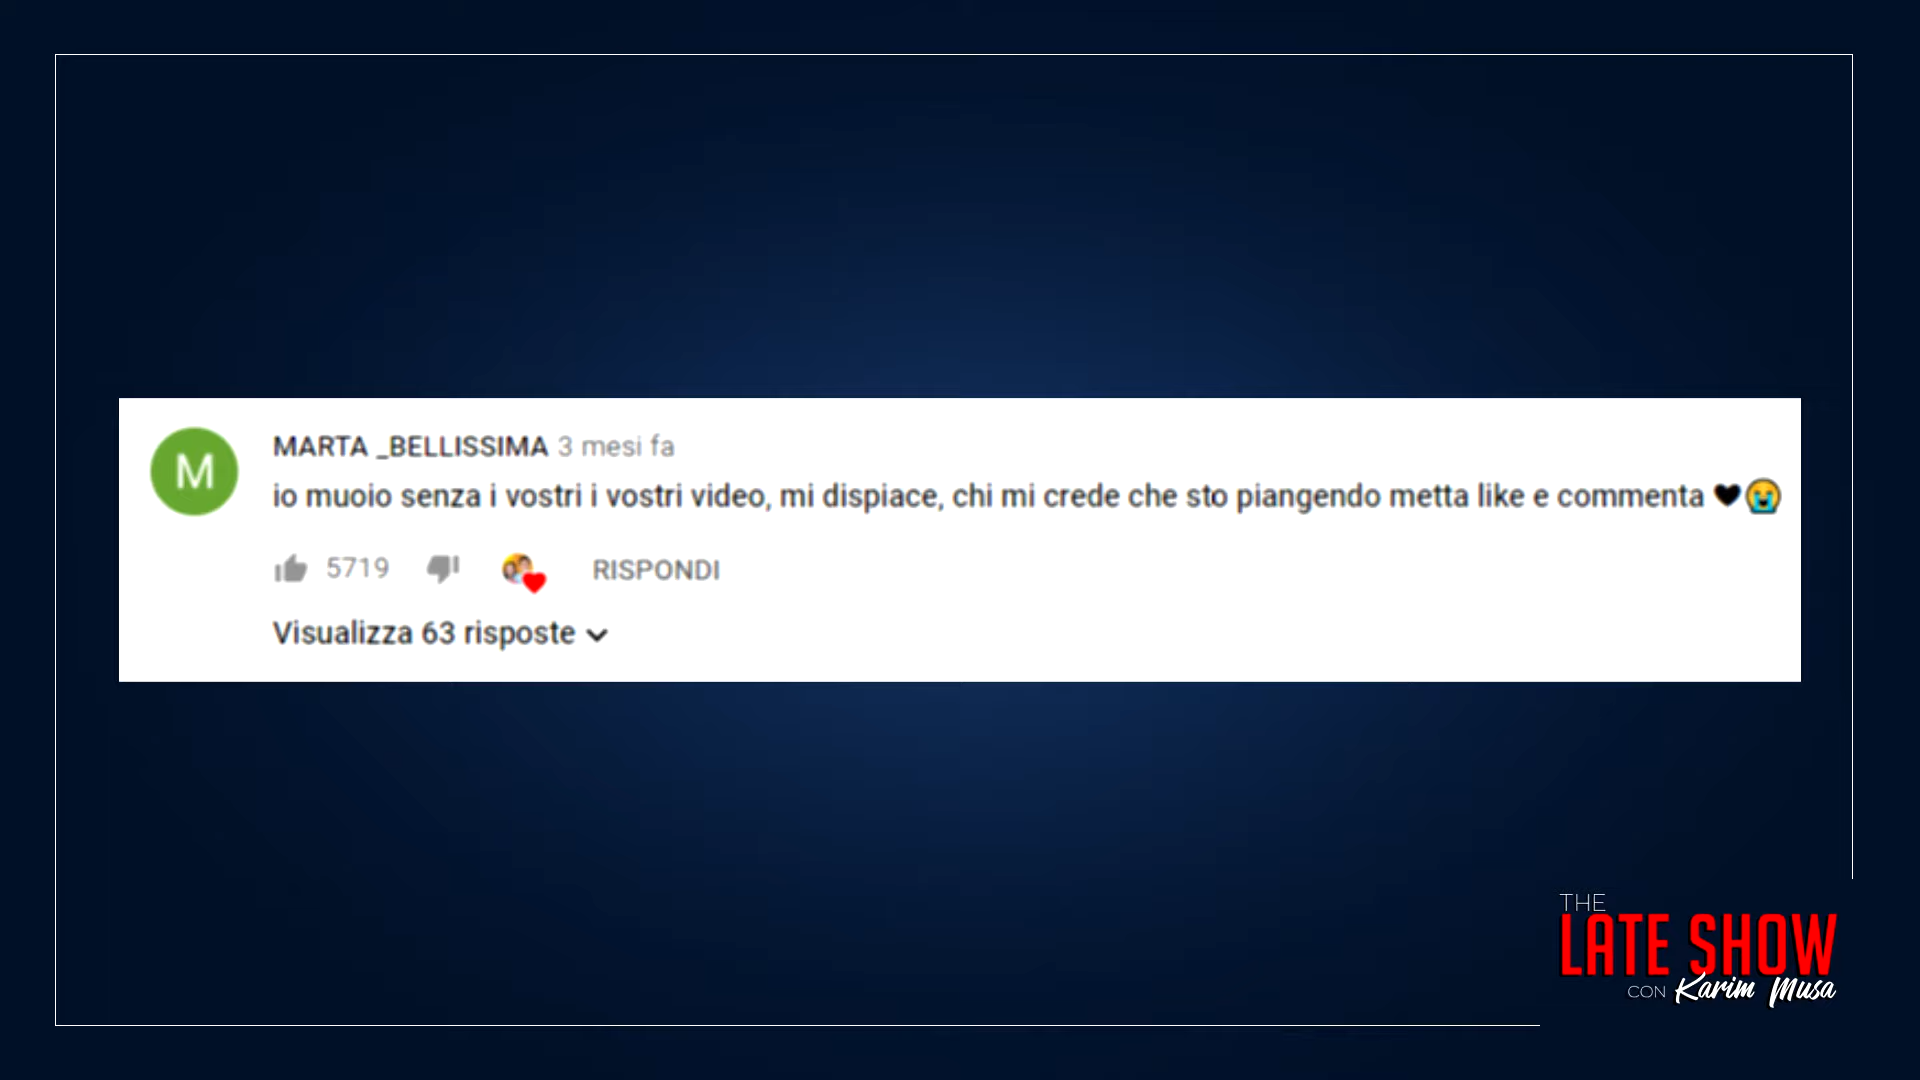 M
MARTA _BELLISSIMA 3 mesi fa
io muoio senza i vostri i vostri video, mi dispiace, chi mi crede che sto piangendo metta like e commenta 🖤😭
5719 RISPONDI
Visualizza 63 risposte
THE
LATE SHOW
CON Karim Musa